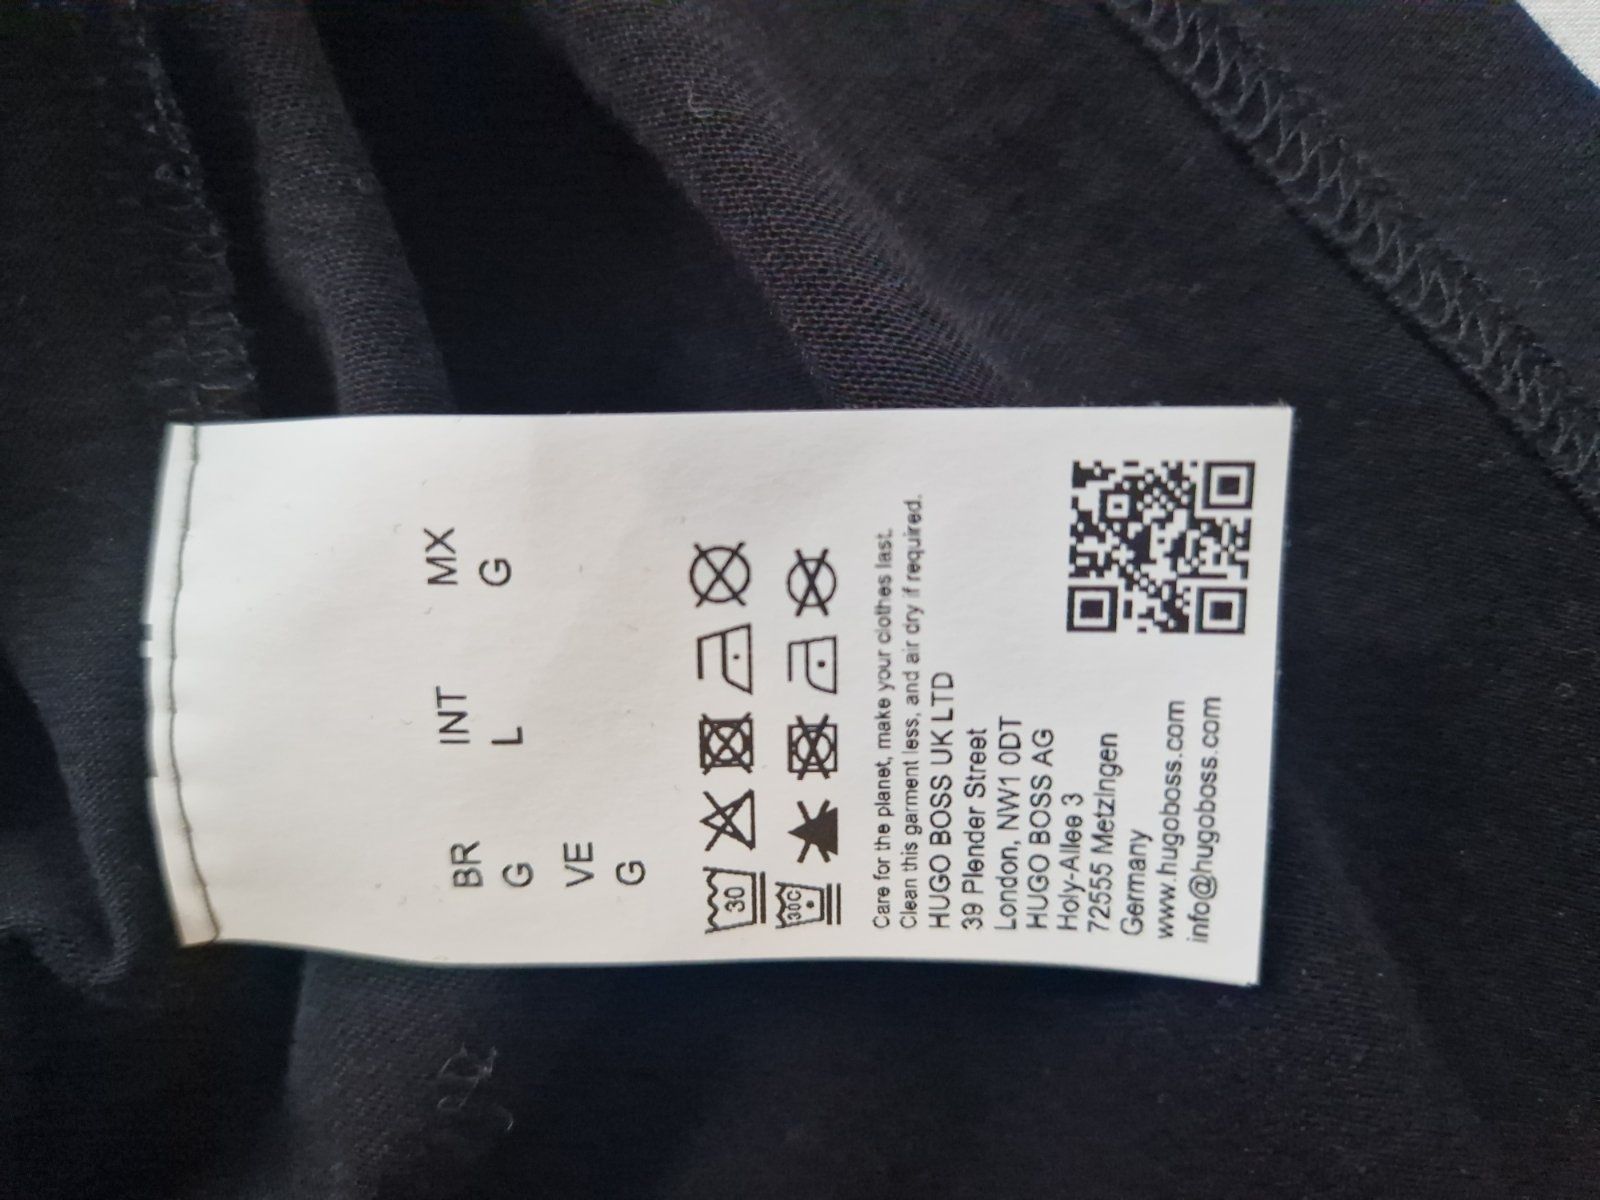 BR INT MX
G L G
VE
G
30
30C
Care for the planet, make your clothes last.
Clean this garment less, and air dry if required.
HUGO BOSS UK LTD
39 Plender Street
London, NW1 0DT
HUGO BOSS AG
Holy-Allee 3
72555 Metzingen
Germany
www.hugoboss.com
info@hugoboss.com